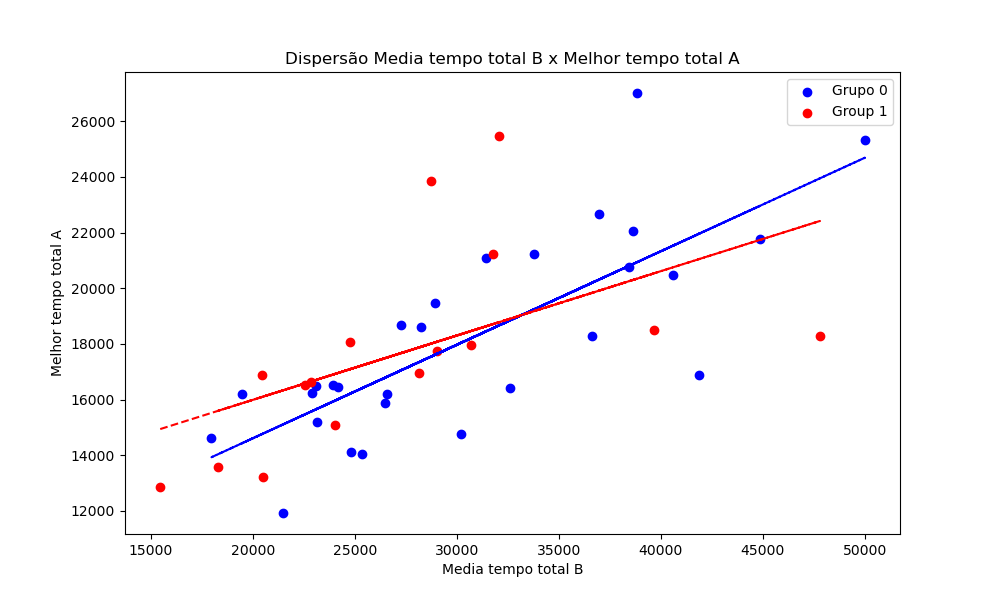 Dispersão Media tempo total B x Melhor tempo total A
Grupo 0
Group 1
26000
24000
22000
20000
18000
16000
14000
12000
Melhor tempo total A
15000 20000 25000 30000 35000 40000 45000 50000
Media tempo total B